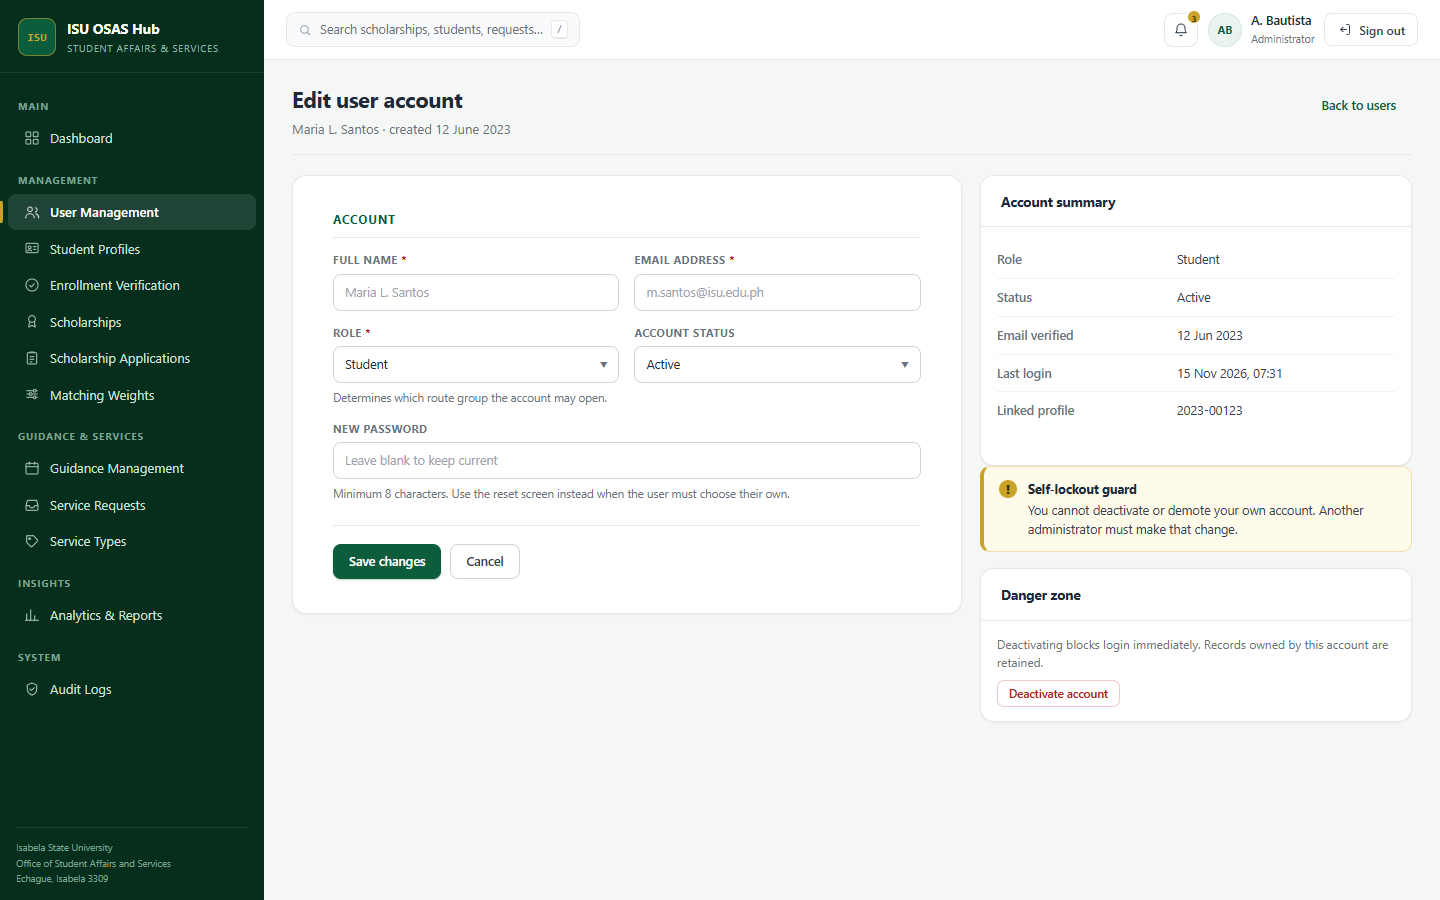 ISU
ISU OSAS Hub
STUDENT AFFAIRS & SERVICES
MAIN
Dashboard
MANAGEMENT
User Management
Student Profiles
Enrollment Verification
Scholarships
Scholarship Applications
Matching Weights
GUIDANCE & SERVICES
Guidance Management
Service Requests
Service Types
INSIGHTS
Analytics & Reports
SYSTEM
Audit Logs
Isabela State University
Office of Student Affairs and Services
Echague, Isabela 3309
Search scholarships, students, requests... /
3
AB
A. Bautista
Administrator
Sign out
Edit user account
Maria L. Santos · created 12 June 2023
Back to users
ACCOUNT
FULL NAME *
Maria L. Santos
EMAIL ADDRESS *
m.santos@isu.edu.ph
ROLE *
Student
Determines which route group the account may open.
ACCOUNT STATUS
Active
NEW PASSWORD
Leave blank to keep current
Minimum 8 characters. Use the reset screen instead when the user must choose their own.
Save changes
Cancel
Account summary
Role Student
Status Active
Email verified 12 Jun 2023
Last login 15 Nov 2026, 07:31
Linked profile 2023-00123
! Self-lockout guard
You cannot deactivate or demote your own account. Another
administrator must make that change.
Danger zone
Deactivating blocks login immediately. Records owned by this account are
retained.
Deactivate account